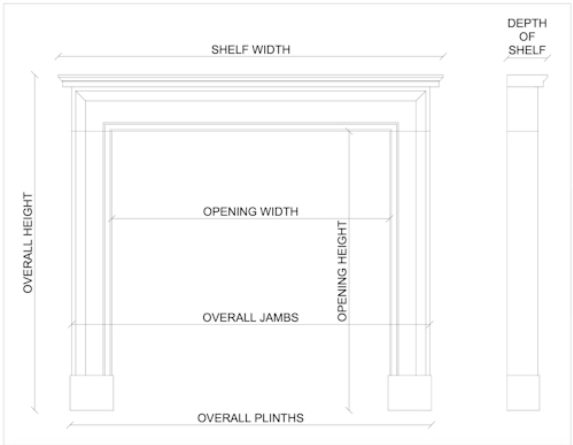 SHELF WIDTH
DEPTH
OF
SHELF
OVERALL HEIGHT
OPENING WIDTH
OPENING HEIGHT
OVERALL JAMBS
OVERALL PLINTHS